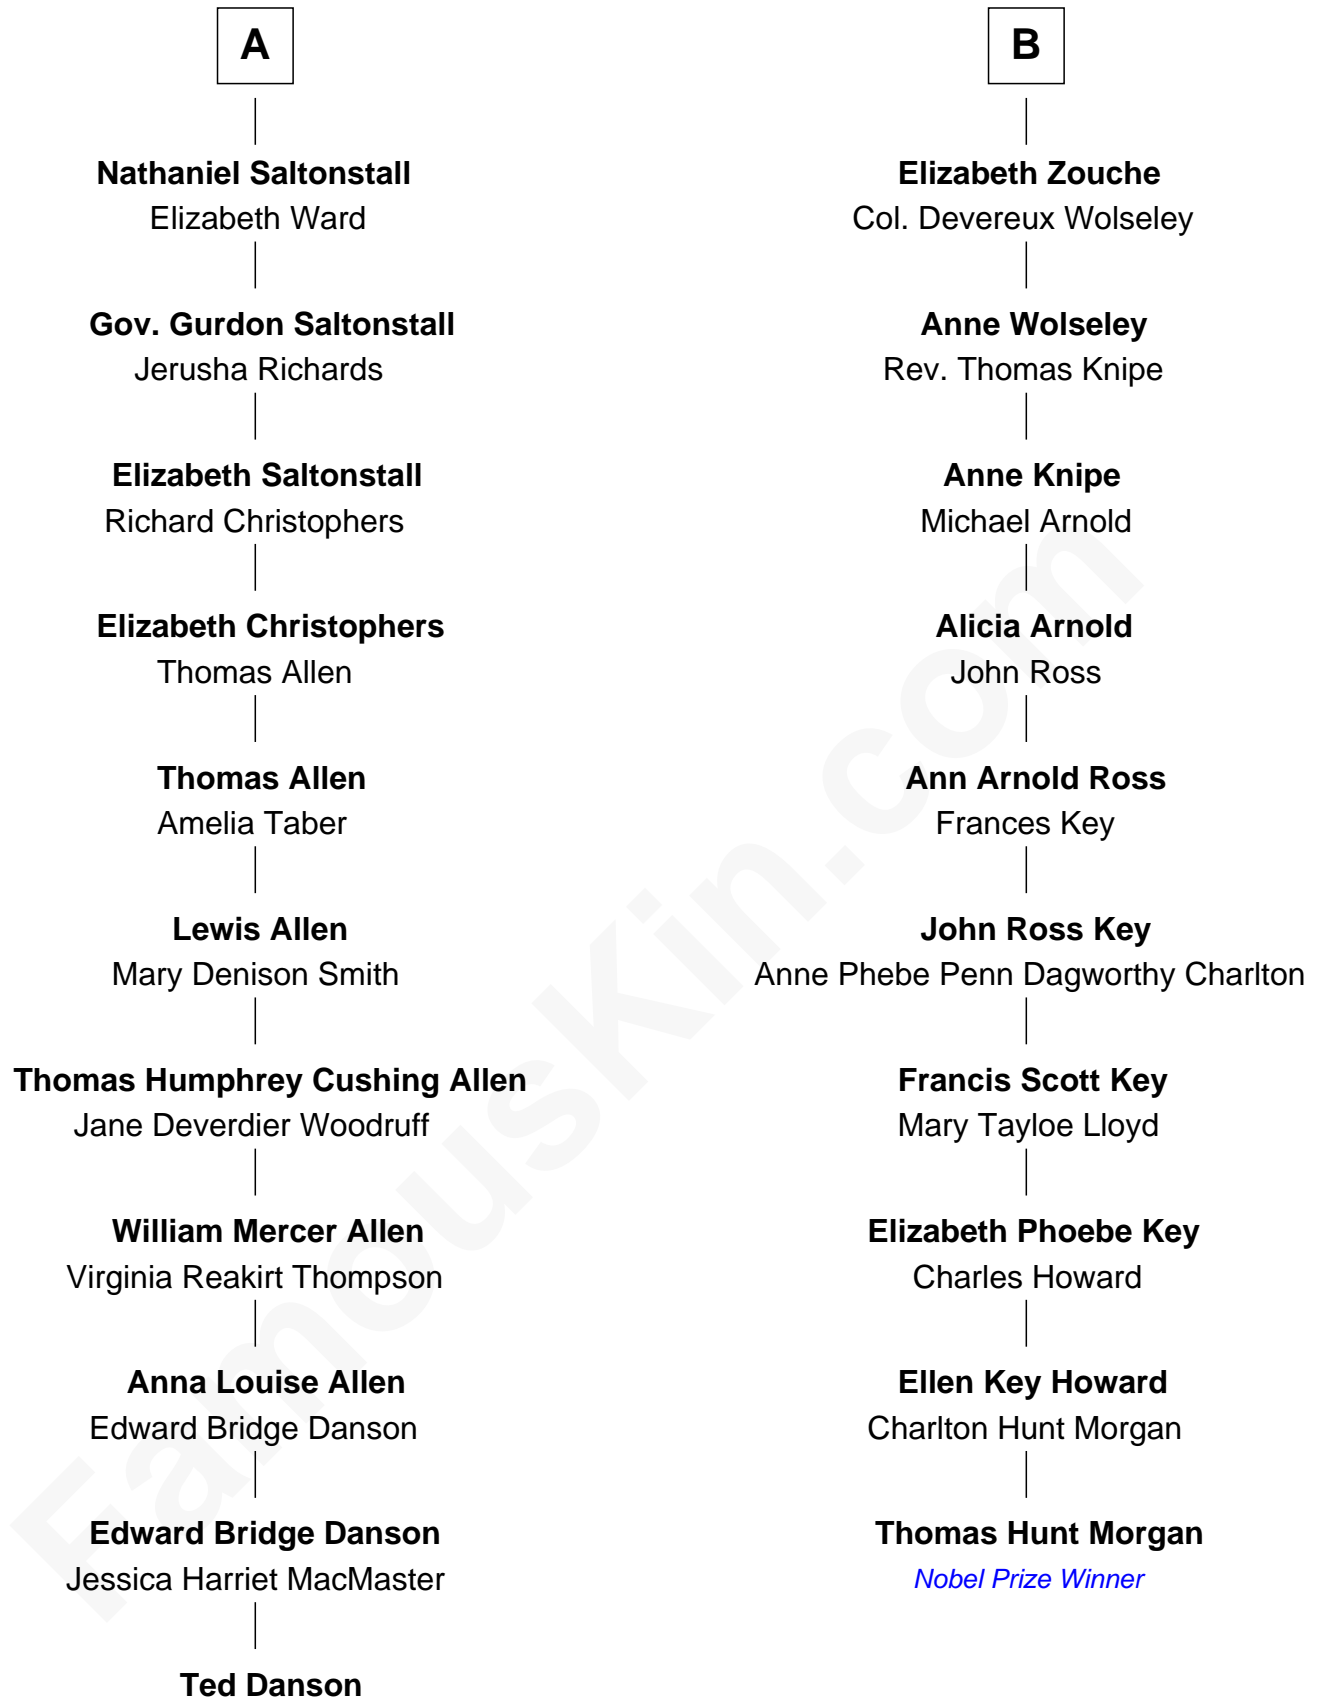 A
Nathaniel Saltonstall
Elizabeth Ward
Gov. Gurdon Saltonstall
Jerusha Richards
Elizabeth Saltonstall
Richard Christophers
Elizabeth Christophers
Thomas Allen
Thomas Allen
Amelia Taber
Lewis Allen
Mary Denison Smith
Thomas Humphrey Cushing Allen
Jane Deverdier Woodruff
William Mercer Allen
Virginia Reakirt Thompson
Anna Louise Allen
Edward Bridge Danson
Edward Bridge Danson
Jessica Harriet MacMaster
Ted Danson
B
Elizabeth Zouche
Col. Devereux Wolseley
Anne Wolseley
Rev. Thomas Knipe
Anne Knipe
Michael Arnold
Alicia Arnold
John Ross
Ann Arnold Ross
Frances Key
John Ross Key
Anne Phebe Penn Dagworthy Charlton
Francis Scott Key
Mary Tayloe Lloyd
Elizabeth Phoebe Key
Charles Howard
Ellen Key Howard
Charlton Hunt Morgan
Thomas Hunt Morgan
Nobel Prize Winner
FamousKin.com